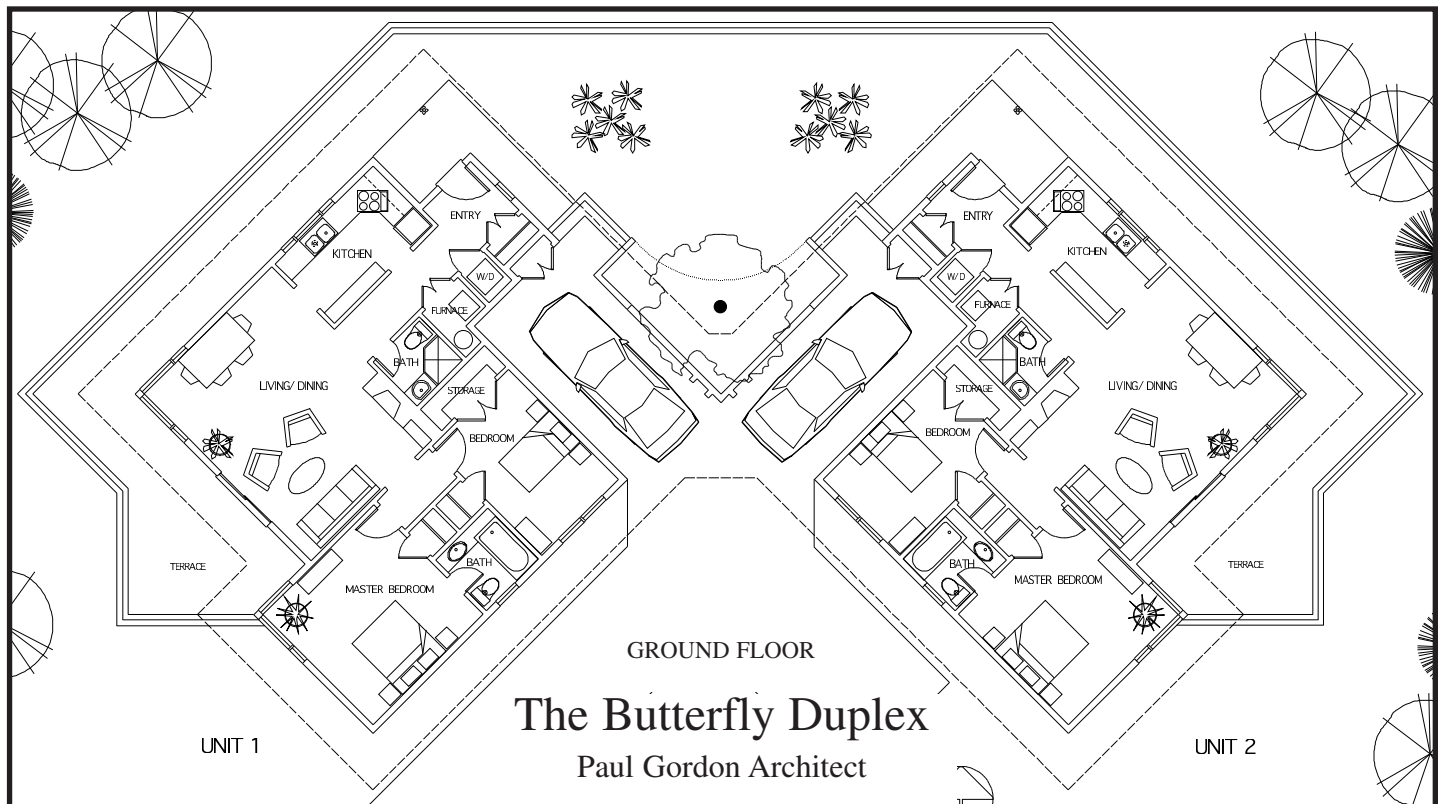 ENTRY
ENTRY
KITCHEN
KITCHEN
W/D
W/D
FURNACE
FURNACE
BATH
BATH
LIVING/ DINING
STORAGE
STORAGE
LIVING/ DINING
BEDROOM
BEDROOM
TERRACE
BATH
BATH
TERRACE
MASTER BEDROOM
MASTER BEDROOM
GROUND FLOOR
The Butterfly Duplex
UNIT 1
UNIT 2
Paul Gordon Architect